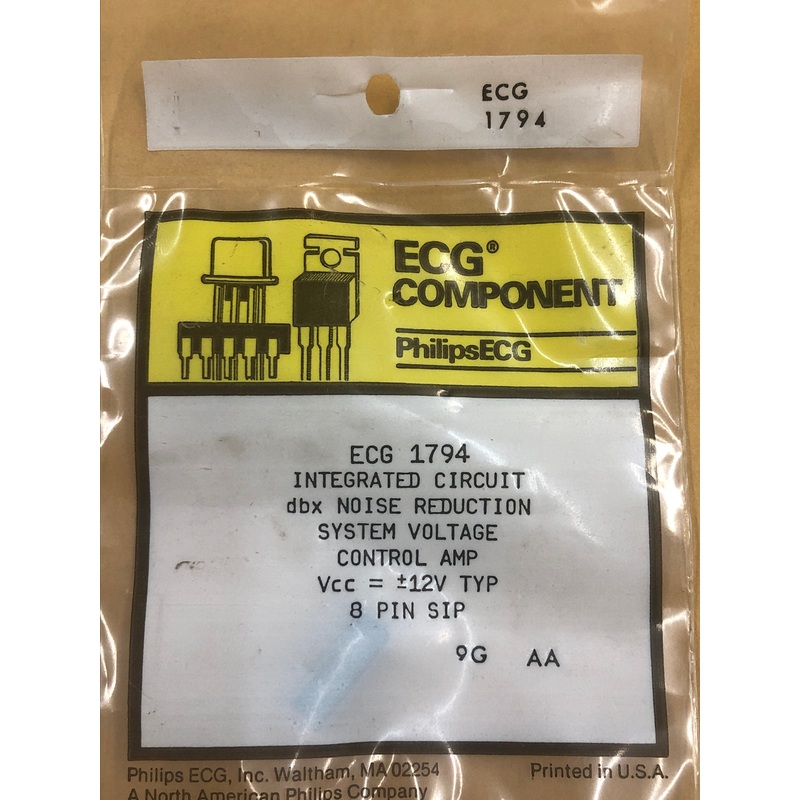 ECG
1794
ECG®
COMPONENT
PhilipsECG
ECG 1794
INTEGRATED CIRCUIT
dbx NOISE REDUCTION
SYSTEM VOLTAGE
CONTROL AMP
Vcc = ±12V TYP
8 PIN SIP
9G AA
Philips ECG, Inc. Waltham, MA 02254
Printed in U.S.A.
A North American Philips Company